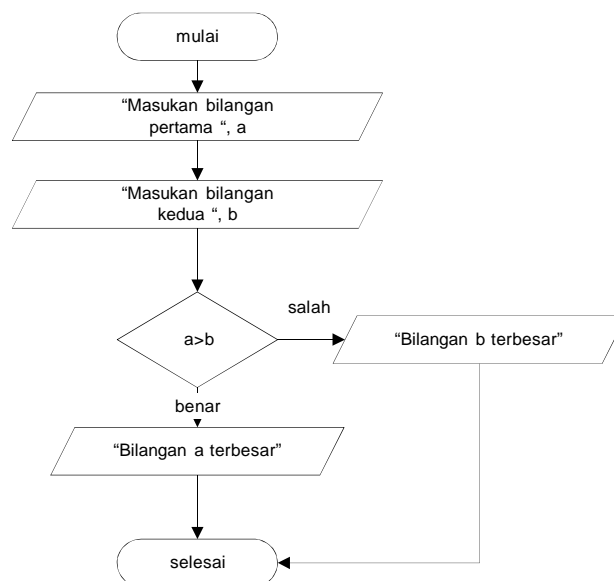 mulai
“Masukan bilangan
pertama “, a
“Masukan bilangan
kedua “, b
salah
a>b
“Bilangan b terbesar”
benar
“Bilangan a terbesar”
selesai